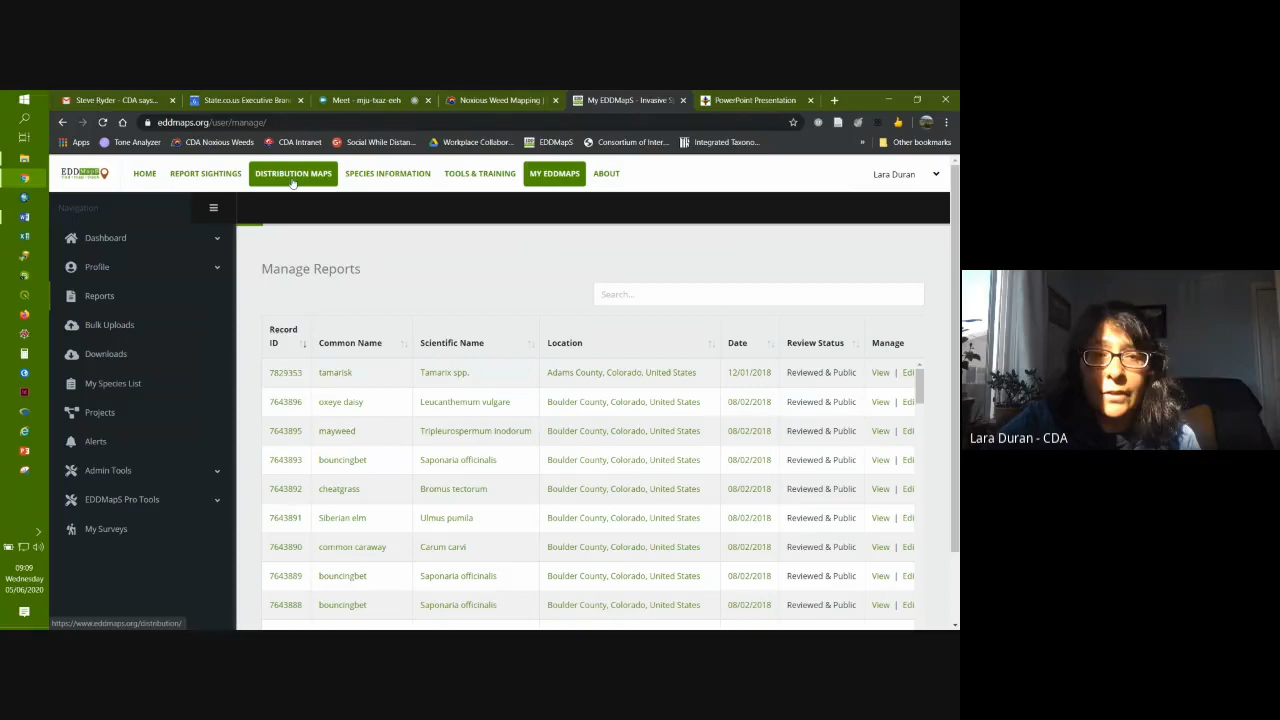 Steve Ryder - CDA says...
State.co.us Executive Bran
Meet - mju-txaz-eeh
Noxious Weed Mapping |
My EDDMapS - Invasive S
PowerPoint Presentation
eddmaps.org/user/manage/
Apps
Tone Analyzer
CDA Noxious Weeds
CDA Intranet
Social While Distan...
Workplace Collabor...
EDDMapS
Consortium of Inter...
Integrated Taxono...
Other bookmarks
EDDMapS
HOME
REPORT SIGHTINGS
DISTRIBUTION MAPS
SPECIES INFORMATION
TOOLS & TRAINING
MY EDDMAPS
ABOUT
Lara Duran
Navigation
Dashboard
Profile
Reports
Bulk Uploads
Downloads
My Species List
Projects
Alerts
Admin Tools
EDDMapS Pro Tools
My Surveys
https://www.eddmaps.org/distribution/
09:09
Wednesday
05/06/2020
Manage Reports
Search...
Record ID Common Name Scientific Name Location Date Review Status Manage
7829353 tamarisk Tamarix spp. Adams County, Colorado, United States 12/01/2018 Reviewed & Public View | Edi
7643896 oxeye daisy Leucanthemum vulgare Boulder County, Colorado, United States 08/02/2018 Reviewed & Public View | Edi
7643895 mayweed Tripleurospermum inodorum Boulder County, Colorado, United States 08/02/2018 Reviewed & Public View | Edi
7643893 bouncingbet Saponaria officinalis Boulder County, Colorado, United States 08/02/2018 Reviewed & Public View | Edi
7643892 cheatgrass Bromus tectorum Boulder County, Colorado, United States 08/02/2018 Reviewed & Public View | Edi
7643891 Siberian elm Ulmus pumila Boulder County, Colorado, United States 08/02/2018 Reviewed & Public View | Edi
7643890 common caraway Carum carvi Boulder County, Colorado, United States 08/02/2018 Reviewed & Public View | Edi
7643889 bouncingbet Saponaria officinalis Boulder County, Colorado, United States 08/02/2018 Reviewed & Public View | Edi
7643888 bouncingbet Saponaria officinalis Boulder County, Colorado, United States 08/02/2018 Reviewed & Public View | Edi
Lara Duran - CDA